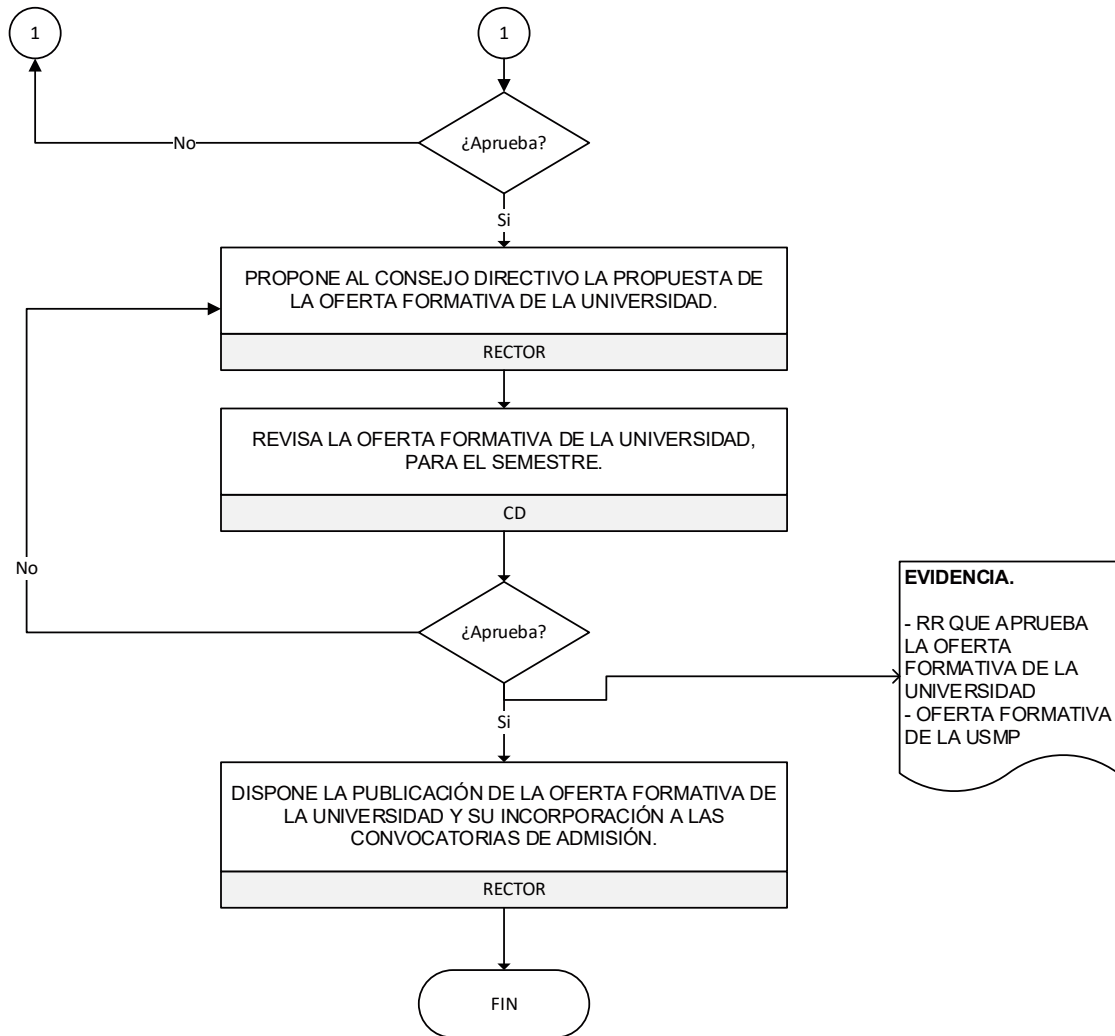 1
1
¿Aprueba?
No
Si
PROPONE AL CONSEJO DIRECTIVO LA PROPUESTA DE
LA OFERTA FORMATIVA DE LA UNIVERSIDAD.
RECTOR
REVISA LA OFERTA FORMATIVA DE LA UNIVERSIDAD,
PARA EL SEMESTRE.
CD
No
¿Aprueba?
EVIDENCIA.
- RR QUE APRUEBA
LA OFERTA
FORMATIVA DE LA
UNIVERSIDAD
- OFERTA FORMATIVA
DE LA USMP
Si
DISPONE LA PUBLICACIÓN DE LA OFERTA FORMATIVA DE
LA UNIVERSIDAD Y SU INCORPORACIÓN A LAS
CONVOCATORIAS DE ADMISIÓN.
RECTOR
FIN